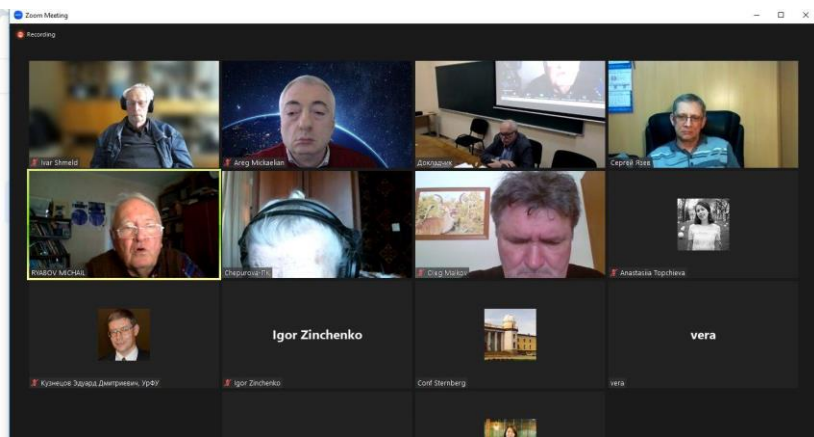 Zoom Meeting
Recording
Ivar Shmeld
Areg Mickaelian
Докладчик
Сергей Язев
RYABOV MICHAIL
Chepurova-ПК
Oleg Malkov
Anastasiia Topchieva
Кузнецов Эдуард Дмитриевич, УрФУ
Igor Zinchenko
Igor Zinchenko
Conf Sternberg
vera
vera